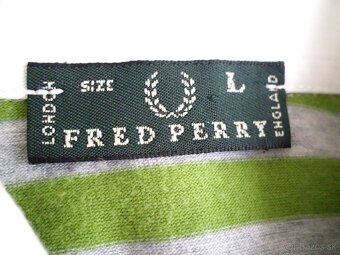 LONDON
SIZE L
FRED PERRY
ENGLAND